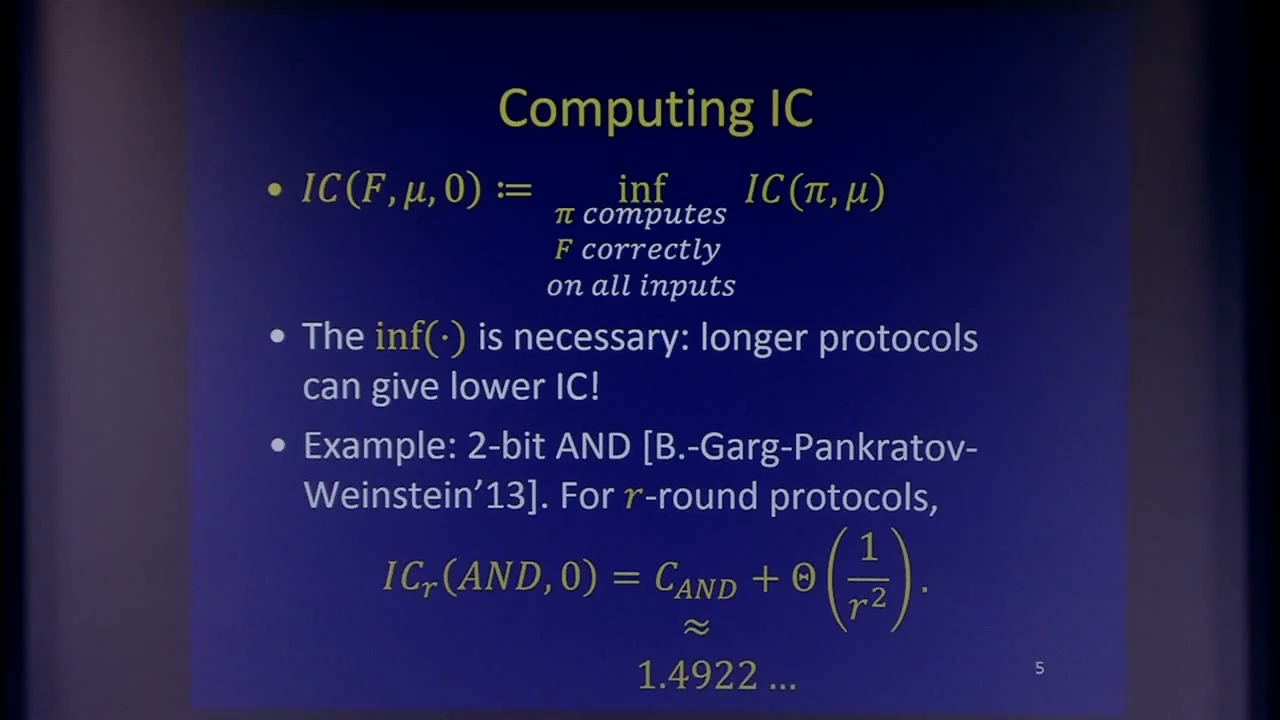 Computing IC
• IC(F, μ, 0) ≔ inf IC(π, μ)
π computes
F correctly
on all inputs
• The inf(·) is necessary: longer protocols
can give lower IC!
• Example: 2-bit AND [B.-Garg-Pankratov-
Weinstein’13]. For r-round protocols,
IC_r(AND, 0) = C_AND + Θ(1/r²).
≈
1.4922 …
5